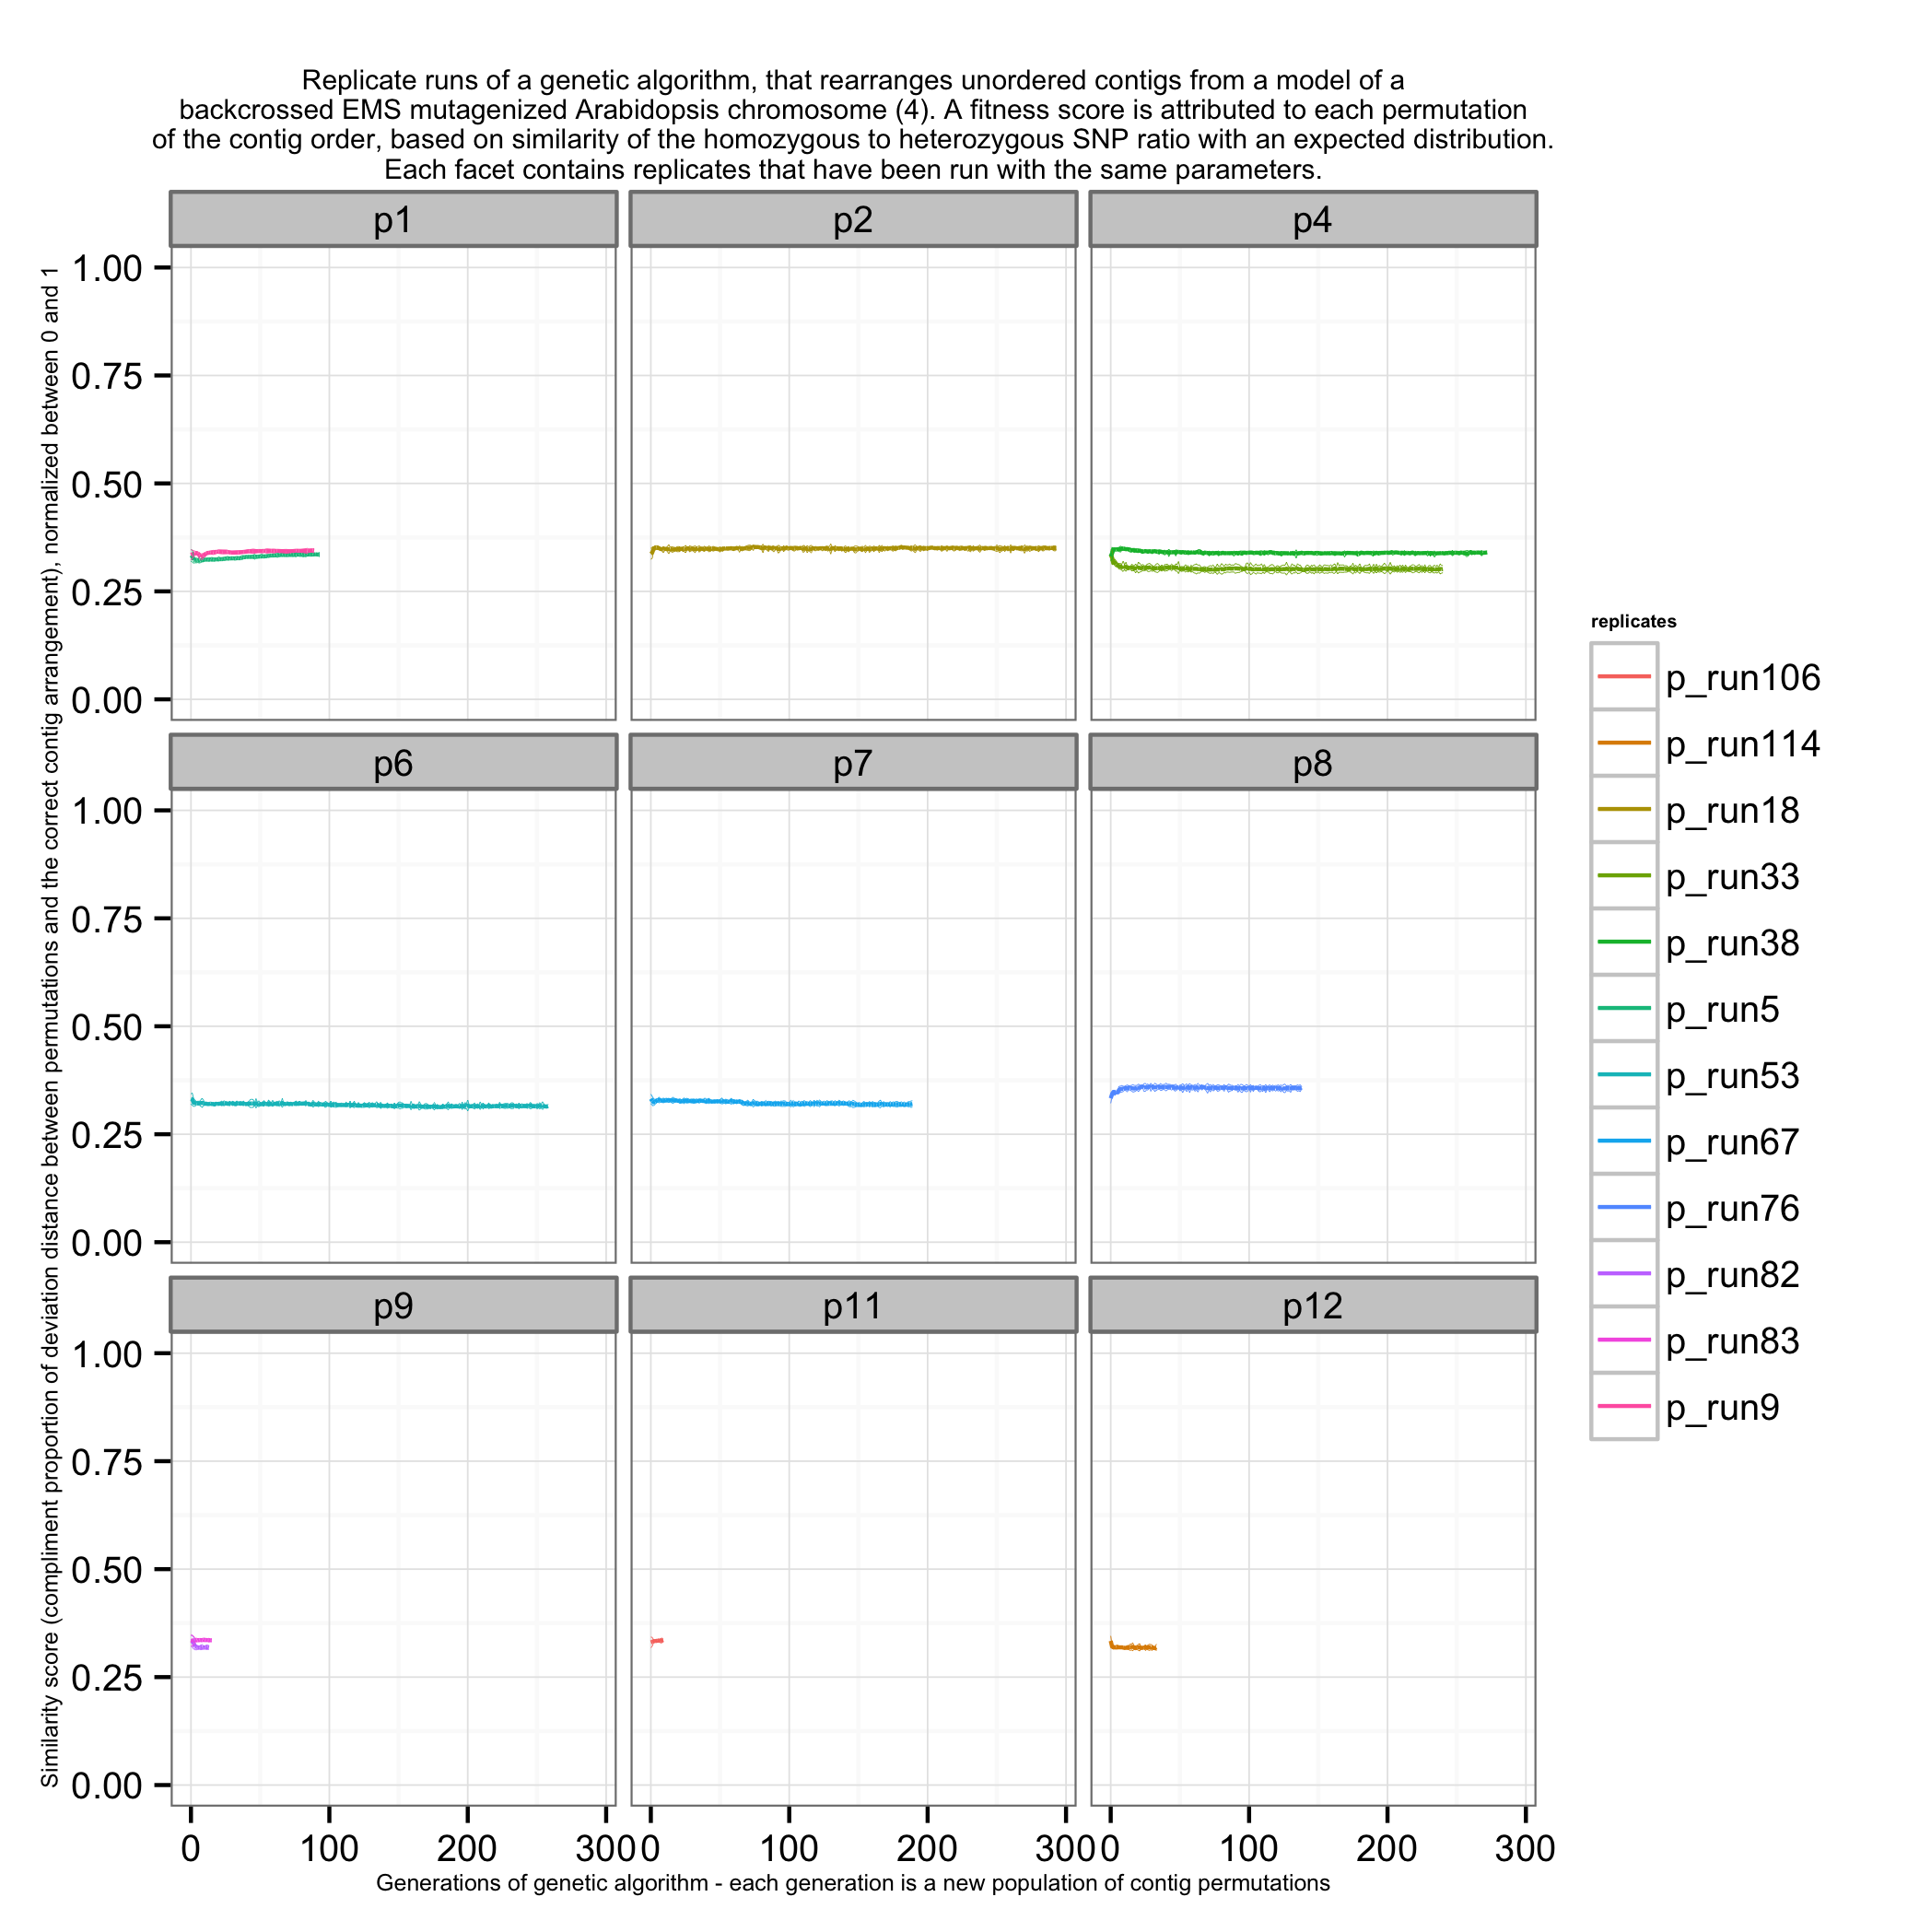 Replicate runs of a genetic algorithm, that rearranges unordered contigs from a model of a
backcrossed EMS mutagenized Arabidopsis chromosome (4). A fitness score is attributed to each permutation
of the contig order, based on similarity of the homozygous to heterozygous SNP ratio with an expected distribution.
Each facet contains replicates that have been run with the same parameters.
Similarity score (compliment proportion of deviation distance between permutations and the correct contig arrangement), normalized between 0 and 1
p1
p2
p4
1.00
0.75
0.50
0.25
0.00
p6
p7
p8
1.00
0.75
0.50
0.25
0.00
p9
p11
p12
1.00
0.75
0.50
0.25
0.00
0 100 200 300
0 100 200 300
0 100 200 300
Generations of genetic algorithm - each generation is a new population of contig permutations
replicates
p_run106
p_run114
p_run18
p_run33
p_run38
p_run5
p_run53
p_run67
p_run76
p_run82
p_run83
p_run9